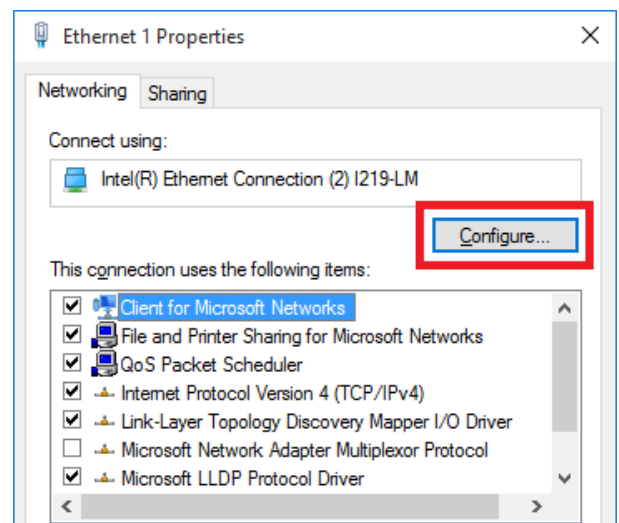 Ethernet 1 Properties
Networking
Sharing
Connect using:
Intel(R) Ethernet Connection (2) I219-LM
Configure...
This connection uses the following items:
Client for Microsoft Networks
File and Printer Sharing for Microsoft Networks
QoS Packet Scheduler
Internet Protocol Version 4 (TCP/IPv4)
Link-Layer Topology Discovery Mapper I/O Driver
Microsoft Network Adapter Multiplexor Protocol
Microsoft LLDP Protocol Driver